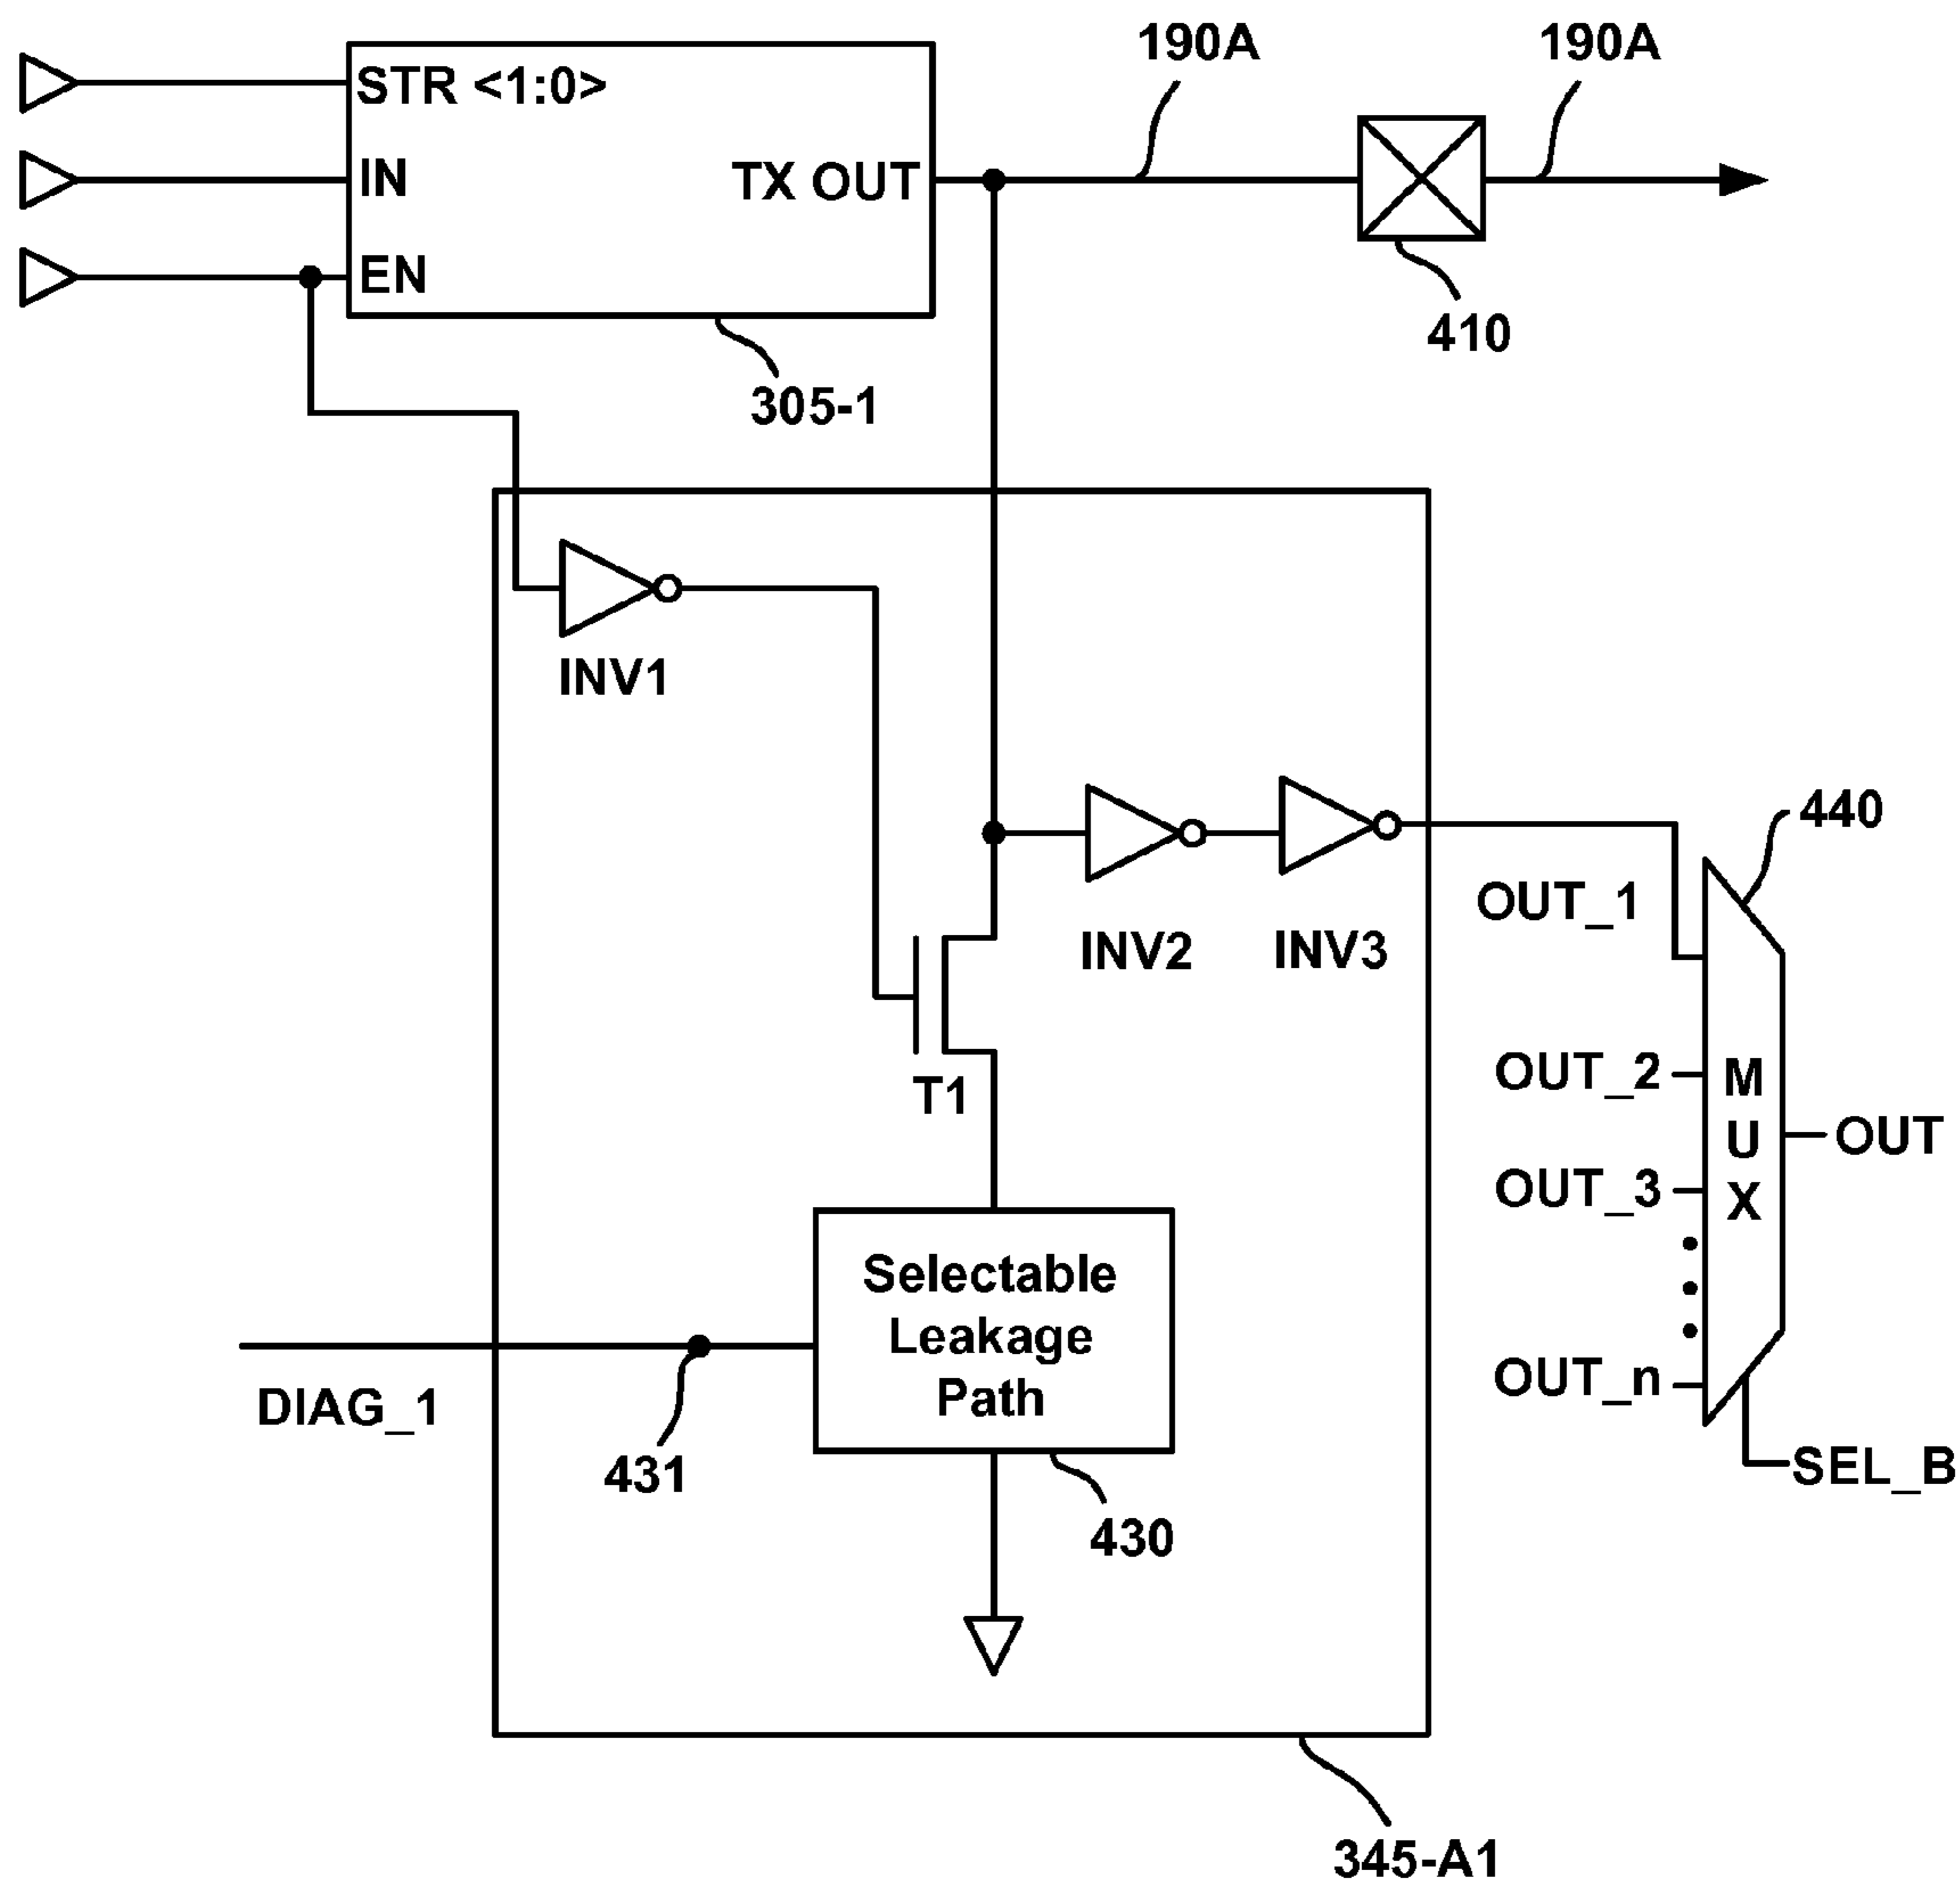 190A
190A
STR <1:0>
IN
TX OUT
EN
410
305-1
INV1
440
OUT_1
INV2
INV3
OUT_2
M
U
X
T1
OUT
OUT_3
Selectable
Leakage
Path
OUT_n
DIAG_1
431
SEL_B
430
345-A1